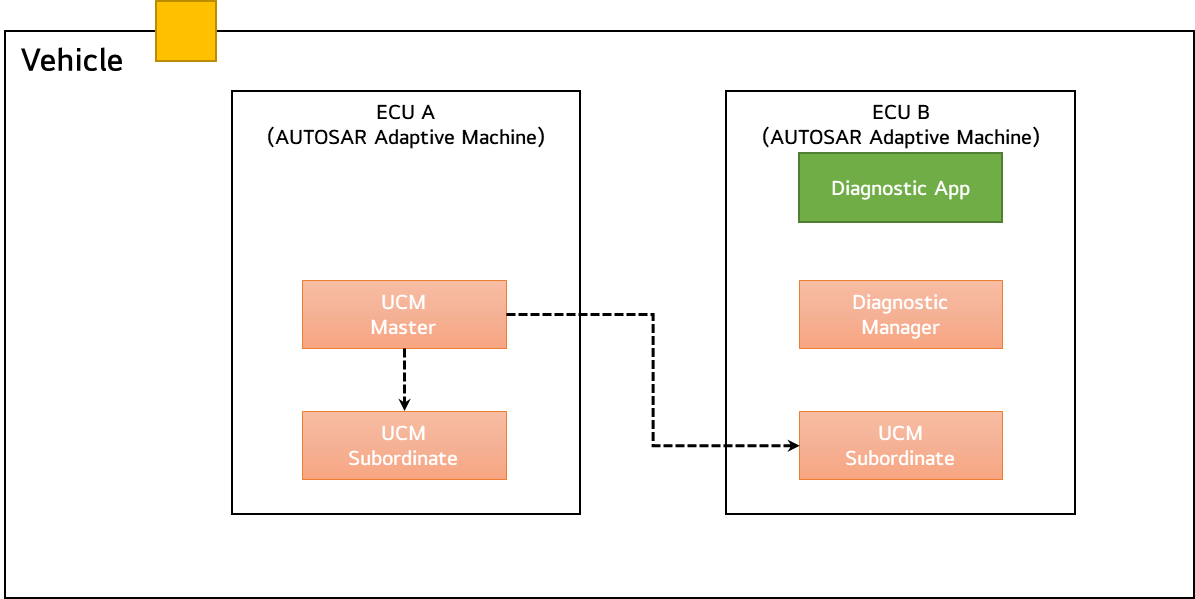 Vehicle
ECU A
(AUTOSAR Adaptive Machine)
UCM
Master
UCM
Subordinate
ECU B
(AUTOSAR Adaptive Machine)
Diagnostic App
Diagnostic
Manager
UCM
Subordinate